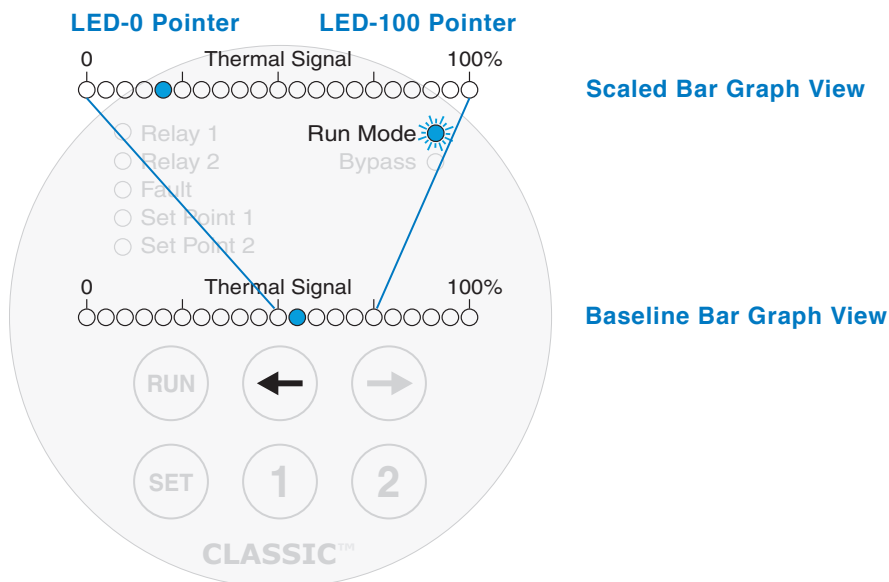 LED-0 Pointer LED-100 Pointer
0 Thermal Signal 100%
Scaled Bar Graph View
Relay 1 Run Mode
Relay 2 Bypass
Fault
Set Point 1
Set Point 2
0 Thermal Signal 100%
Baseline Bar Graph View
RUN
SET 1 2
CLASSIC™